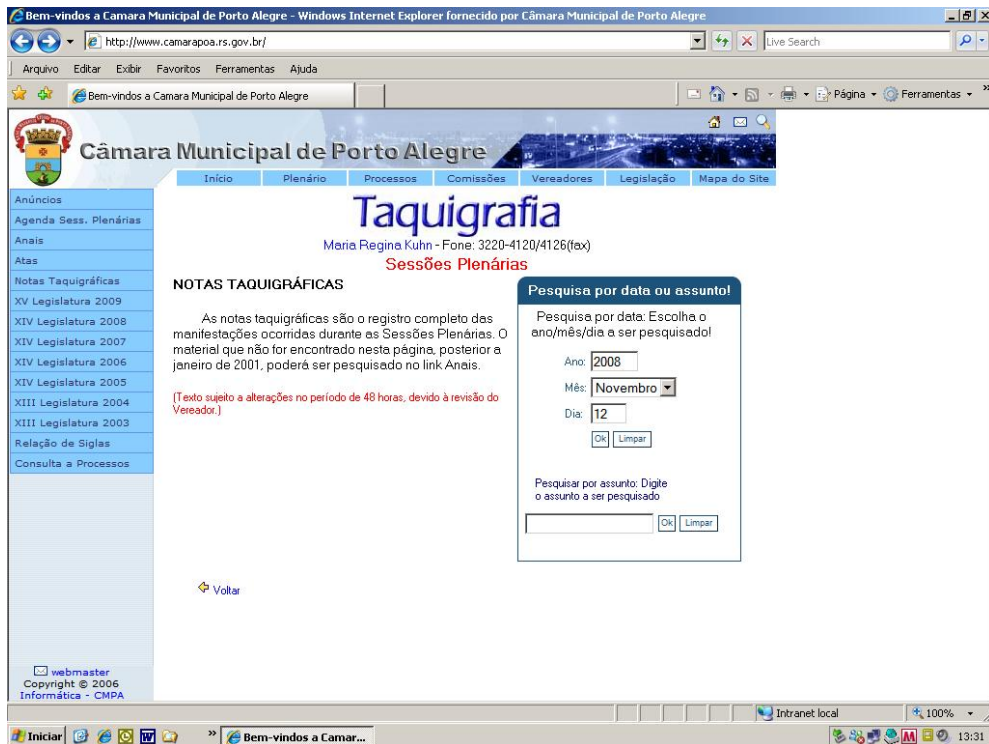 Bem-vindos a Camara Municipal de Porto Alegre - Windows Internet Explorer fornecido por Câmara Municipal de Porto Alegre
http://www.camarapoa.rs.gov.br/
Live Search
Arquivo Editar Exibir Favoritos Ferramentas Ajuda
Bem-vindos a Camara Municipal de Porto Alegre
Página Ferramentas
Câmara Municipal de Porto Alegre
Início Plenário Processos Comissões Vereadores Legislação Mapa do Site
Anúncios
Agenda Sess. Plenárias
Anais
Atas
Notas Taquigráficas
XV Legislatura 2009
XIV Legislatura 2008
XIV Legislatura 2007
XIV Legislatura 2006
XIV Legislatura 2005
XIII Legislatura 2004
XIII Legislatura 2003
Relação de Siglas
Consulta a Processos
Taquigrafia
Maria Regina Kuhn - Fone: 3220-4120/4126(fax)
Sessões Plenárias
NOTAS TAQUIGRÁFICAS
As notas taquigráficas são o registro completo das
manifestações ocorridas durante as Sessões Plenárias. O
material que não for encontrado nesta página, posterior a
janeiro de 2001, poderá ser pesquisado no link Anais.
(Texto sujeito a alterações no período de 48 horas, devido à revisão do
Vereador.)
Pesquisa por data ou assunto!
Pesquisa por data: Escolha o
ano/mês/dia a ser pesquisado!
Ano: 2008
Mês: Novembro
Dia: 12
Ok Limpar
Pesquisar por assunto: Digite
o assunto a ser pesquisado
Ok Limpar
Voltar
webmaster
Copyright © 2006
Informática - CMPA
Intranet local 100%
Iniciar » Bem-vindos a Camar... 13:31